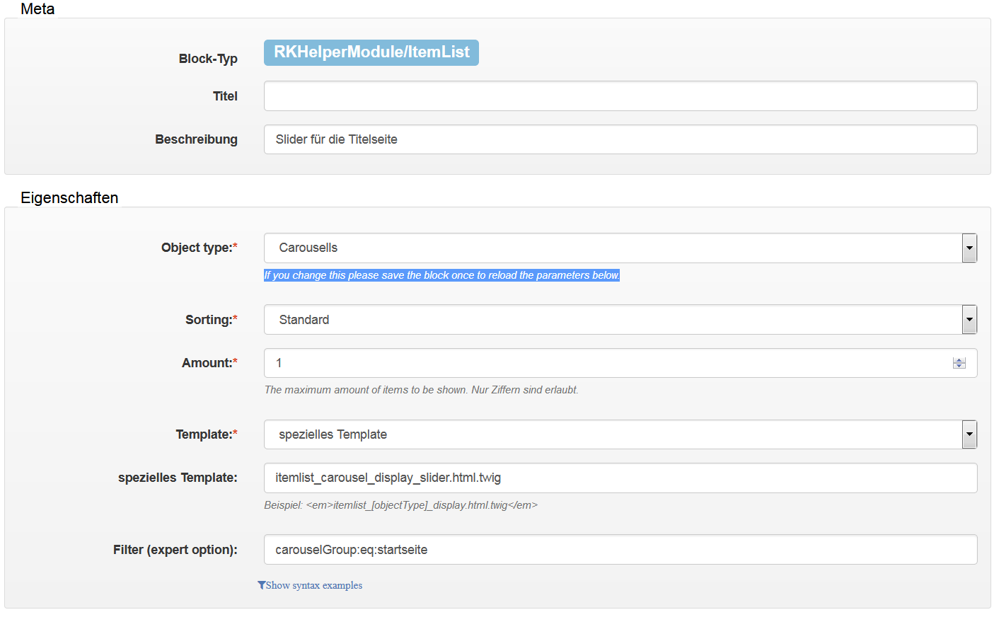 Meta
Block-Typ
RKHelperModule/ItemList
Titel
Beschreibung
Slider für die Titelseite
Eigenschaften
Object type:*
Carousells
If you change this please save the block once to reload the parameters below.
Sorting:*
Standard
Amount:*
1
The maximum amount of items to be shown. Nur Ziffern sind erlaubt.
Template:*
spezielles Template
spezielles Template:
itemlist_carousel_display_slider.html.twig
Beispiel: <em>itemlist_[objectType]_display.html.twig</em>
Filter (expert option):
carouselGroup:eq:startseite
Show syntax examples